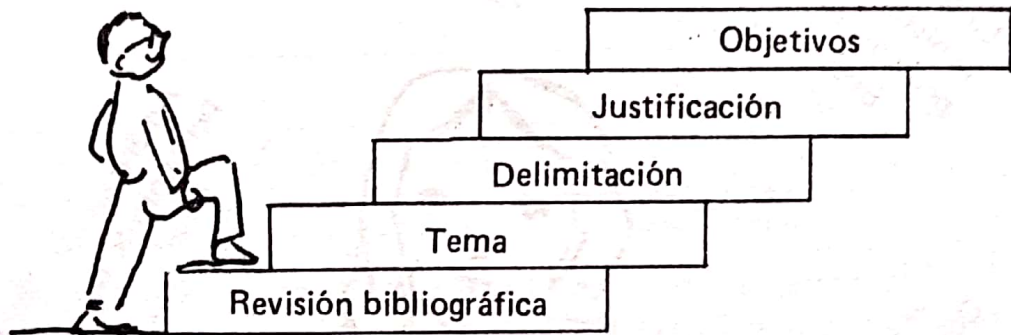 Objetivos
Justificación
Delimitación
Tema
Revisión bibliográfica